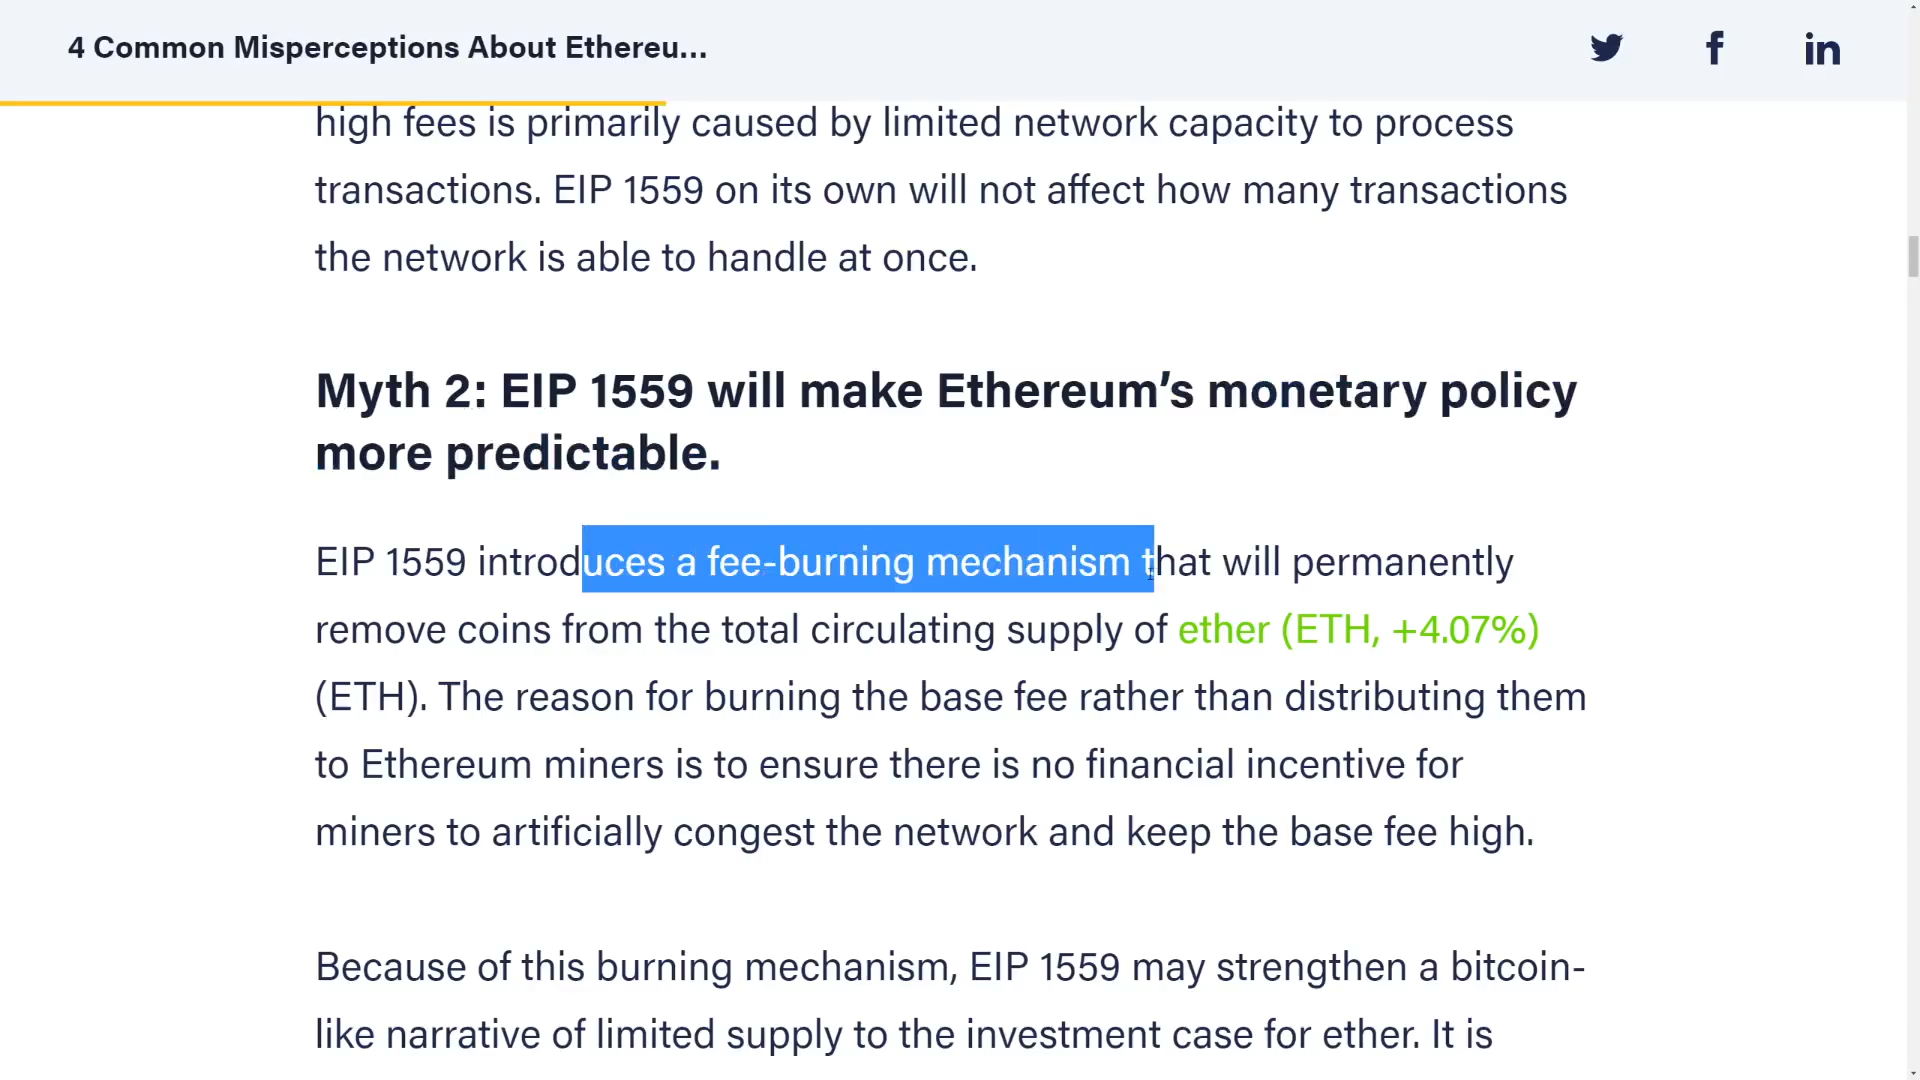 4 Common Misperceptions About Ethereu...
high fees is primarily caused by limited network capacity to process
transactions. EIP 1559 on its own will not affect how many transactions
the network is able to handle at once.
Myth 2: EIP 1559 will make Ethereum’s monetary policy
more predictable.
EIP 1559 introduces a fee-burning mechanism that will permanently
remove coins from the total circulating supply of ether (ETH, +4.07%)
(ETH). The reason for burning the base fee rather than distributing them
to Ethereum miners is to ensure there is no financial incentive for
miners to artificially congest the network and keep the base fee high.
Because of this burning mechanism, EIP 1559 may strengthen a bitcoin-
like narrative of limited supply to the investment case for ether. It is